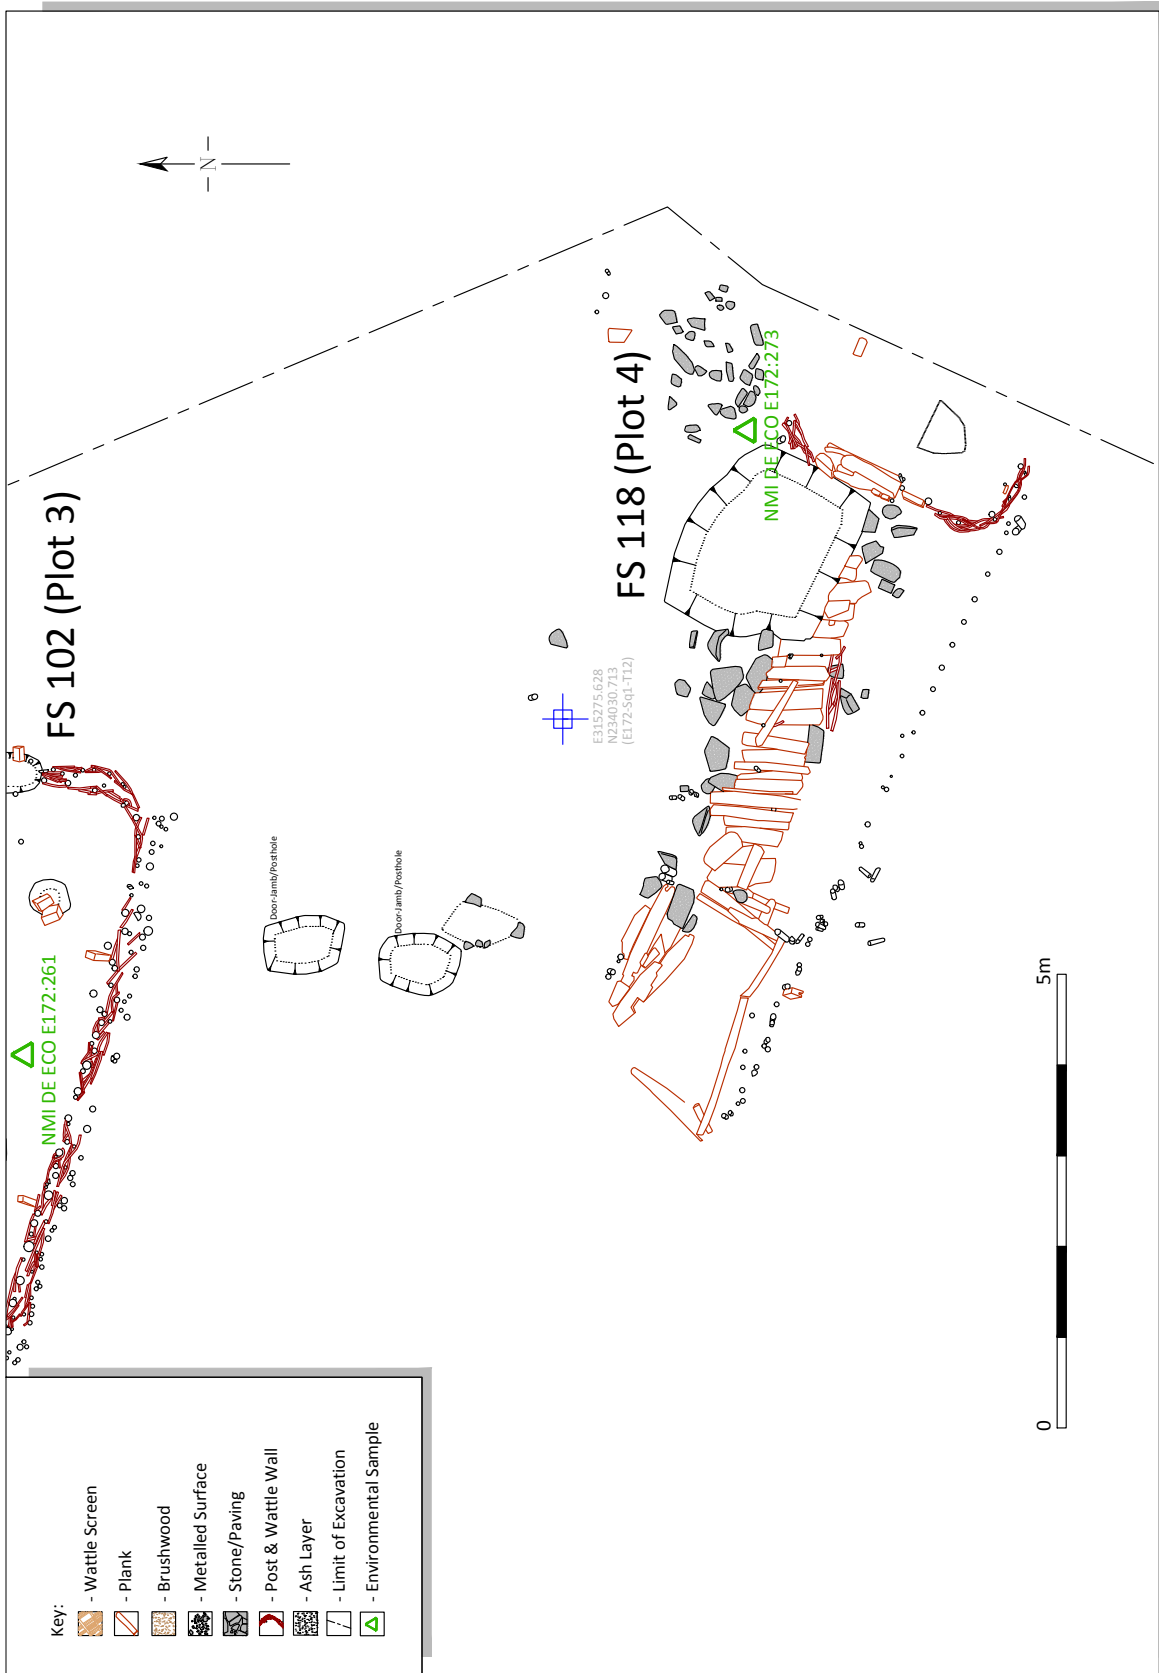 – N –
FS 102 (Plot 3)
NMI DE ECO E172:261
Door-Jamb/Posthole
Door-Jamb/Posthole
FS 118 (Plot 4)
NMI DE ECO E172:273
E315275.628
N234030.713
(E172-Sq1-T12)
0
5m
Key:
- Wattle Screen
- Plank
- Brushwood
- Metalled Surface
- Stone/Paving
- Post & Wattle Wall
- Ash Layer
- Limit of Excavation
- Environmental Sample